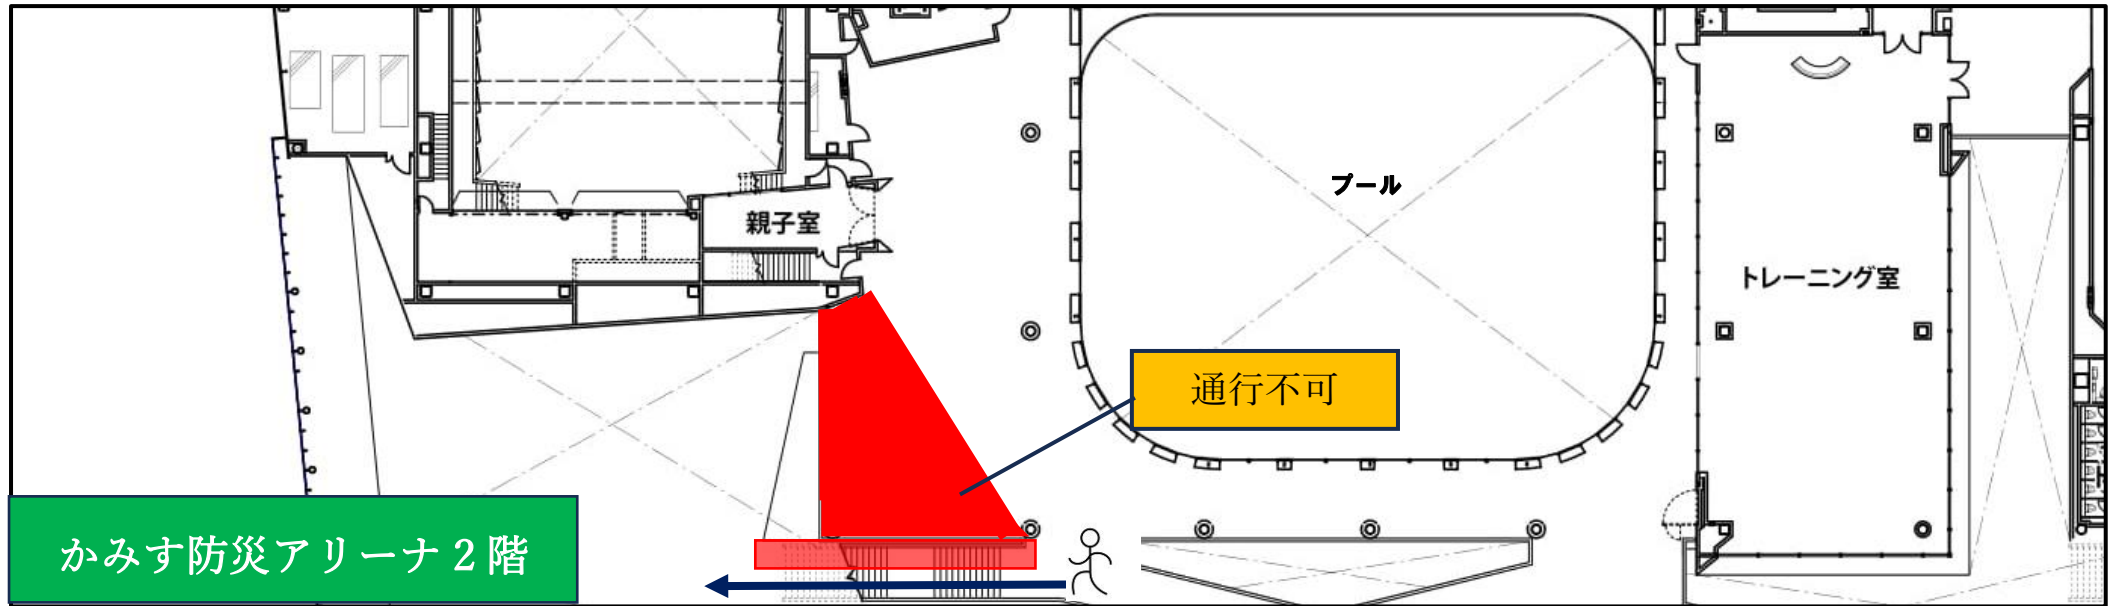 プール
親子室
トレーニング室
通行不可
かみす防災アリーナ２階